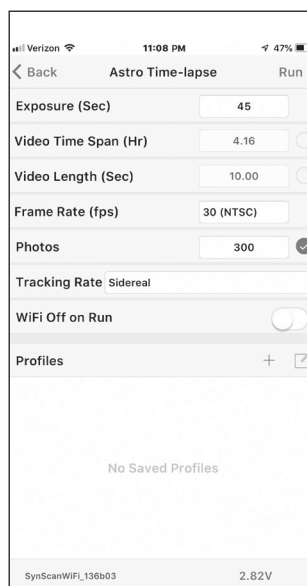 Verizon 11:08 PM 47%
Back Astro Time-lapse Run
Exposure (Sec) 45
Video Time Span (Hr) 4.16
Video Length (Sec) 10.00
Frame Rate (fps) 30 (NTSC)
Photos 300
Tracking Rate Sidereal
WiFi Off on Run
Profiles +
No Saved Profiles
SynScanWiFi_136b03 2.82V